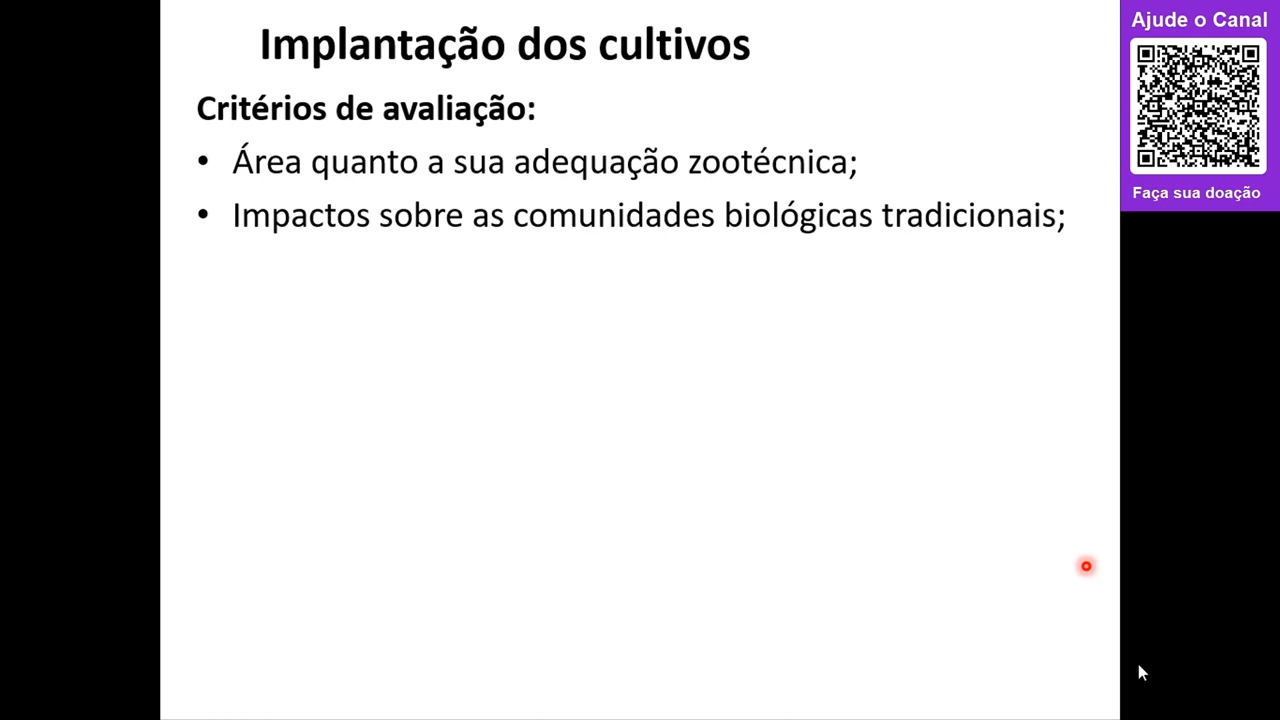 Implantação dos cultivos
Critérios de avaliação:
• Área quanto a sua adequação zootécnica;
• Impactos sobre as comunidades biológicas tradicionais;
Ajude o Canal
Faça sua doação